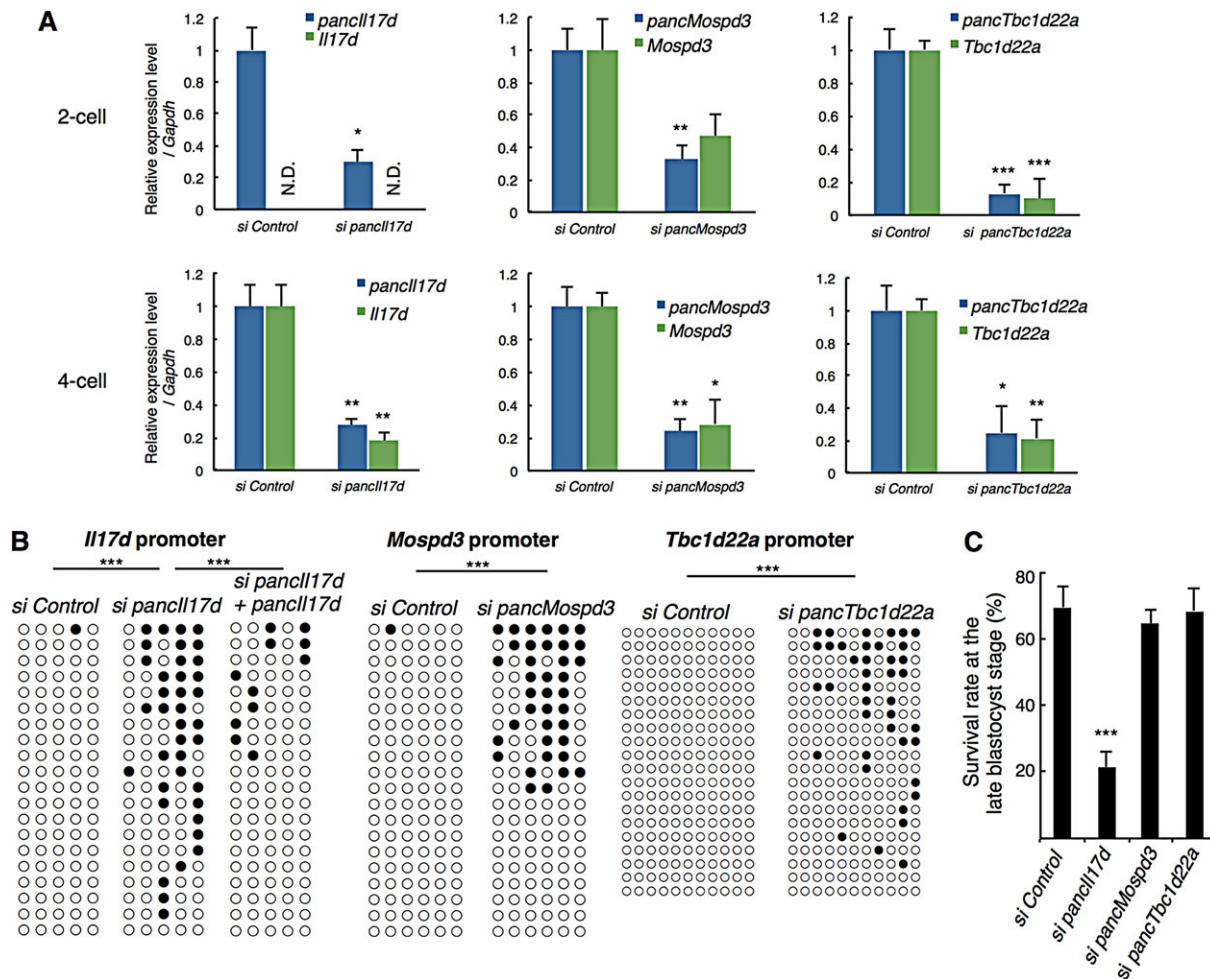 A
2-cell
Relative expression level
/ Gapdh
1.2
1
0.8
0.6
0.4
0.2
0
pancIl17d
Il17d
N.D.
*
N.D.
si Control
si pancIl17d
1.2
1
0.8
0.6
0.4
0.2
0
pancMospd3
Mospd3
**
si Control
si pancMospd3
1.2
1
0.8
0.6
0.4
0.2
0
pancTbc1d22a
Tbc1d22a
***
***
si Control
si pancTbc1d22a
4-cell
Relative expression level
/ Gapdh
1.2
1
0.8
0.6
0.4
0.2
0
pancIl17d
Il17d
**
**
si Control
si pancIl17d
1.2
1
0.8
0.6
0.4
0.2
0
pancMospd3
Mospd3
**
*
si Control
si pancMospd3
1.2
1
0.8
0.6
0.4
0.2
0
pancTbc1d22a
Tbc1d22a
*
**
si Control
si pancTbc1d22a
B
Il17d promoter
***
***
si Control
si pancIl17d
si pancIl17d
+ pancIl17d
Mospd3 promoter
***
si Control
si pancMospd3
Tbc1d22a promoter
***
si Control
si pancTbc1d22a
C
Survival rate at the
late blastocyst stage (%)
80
60
40
20
***
si Control
si pancIl17d
si pancMospd3
si pancTbc1d22a